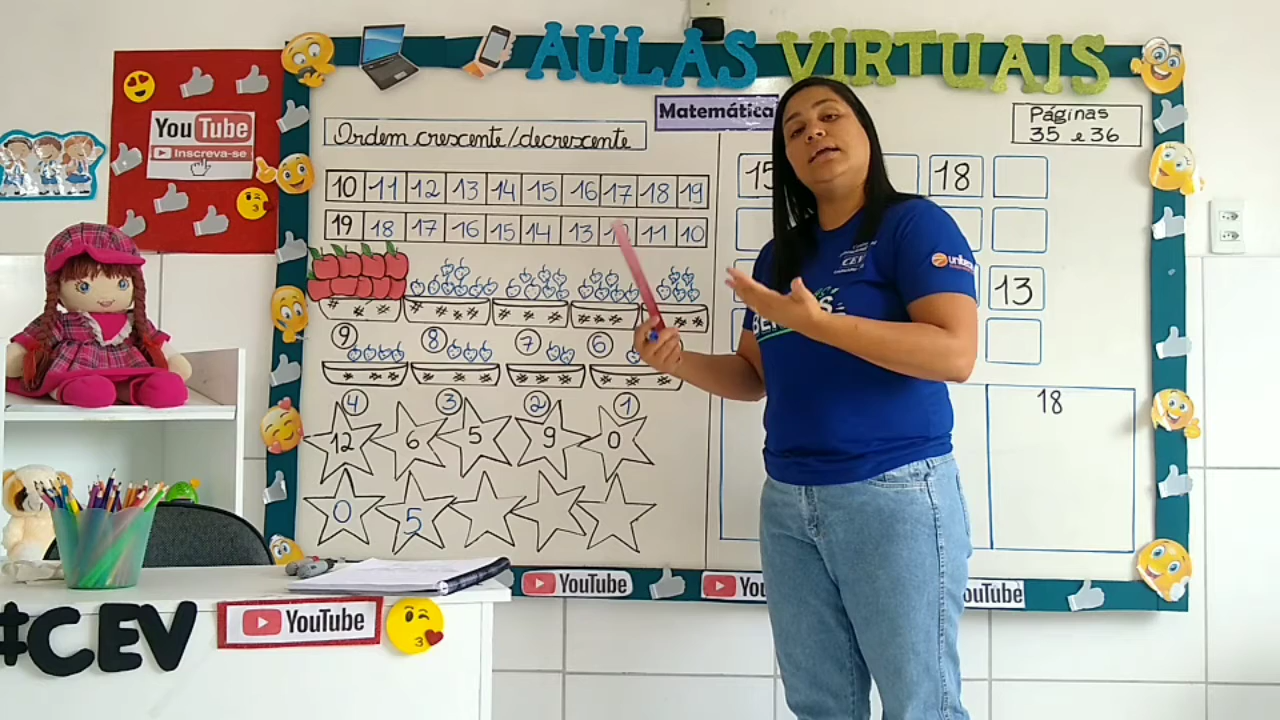 AULAS VIRTUAIS
YouTube
Inscreva-se
Matemática
Páginas
35 e 36
Ordem crescente/decrescente
10 11 12 13 14 15 16 17 18 19
19 18 17 16 15 14 13 11 10
15 18
13
9 8 7 6
4 3 2 1
12 6 5 9 0
0 5
18
CEV
YouTube
#CEV
YouTube